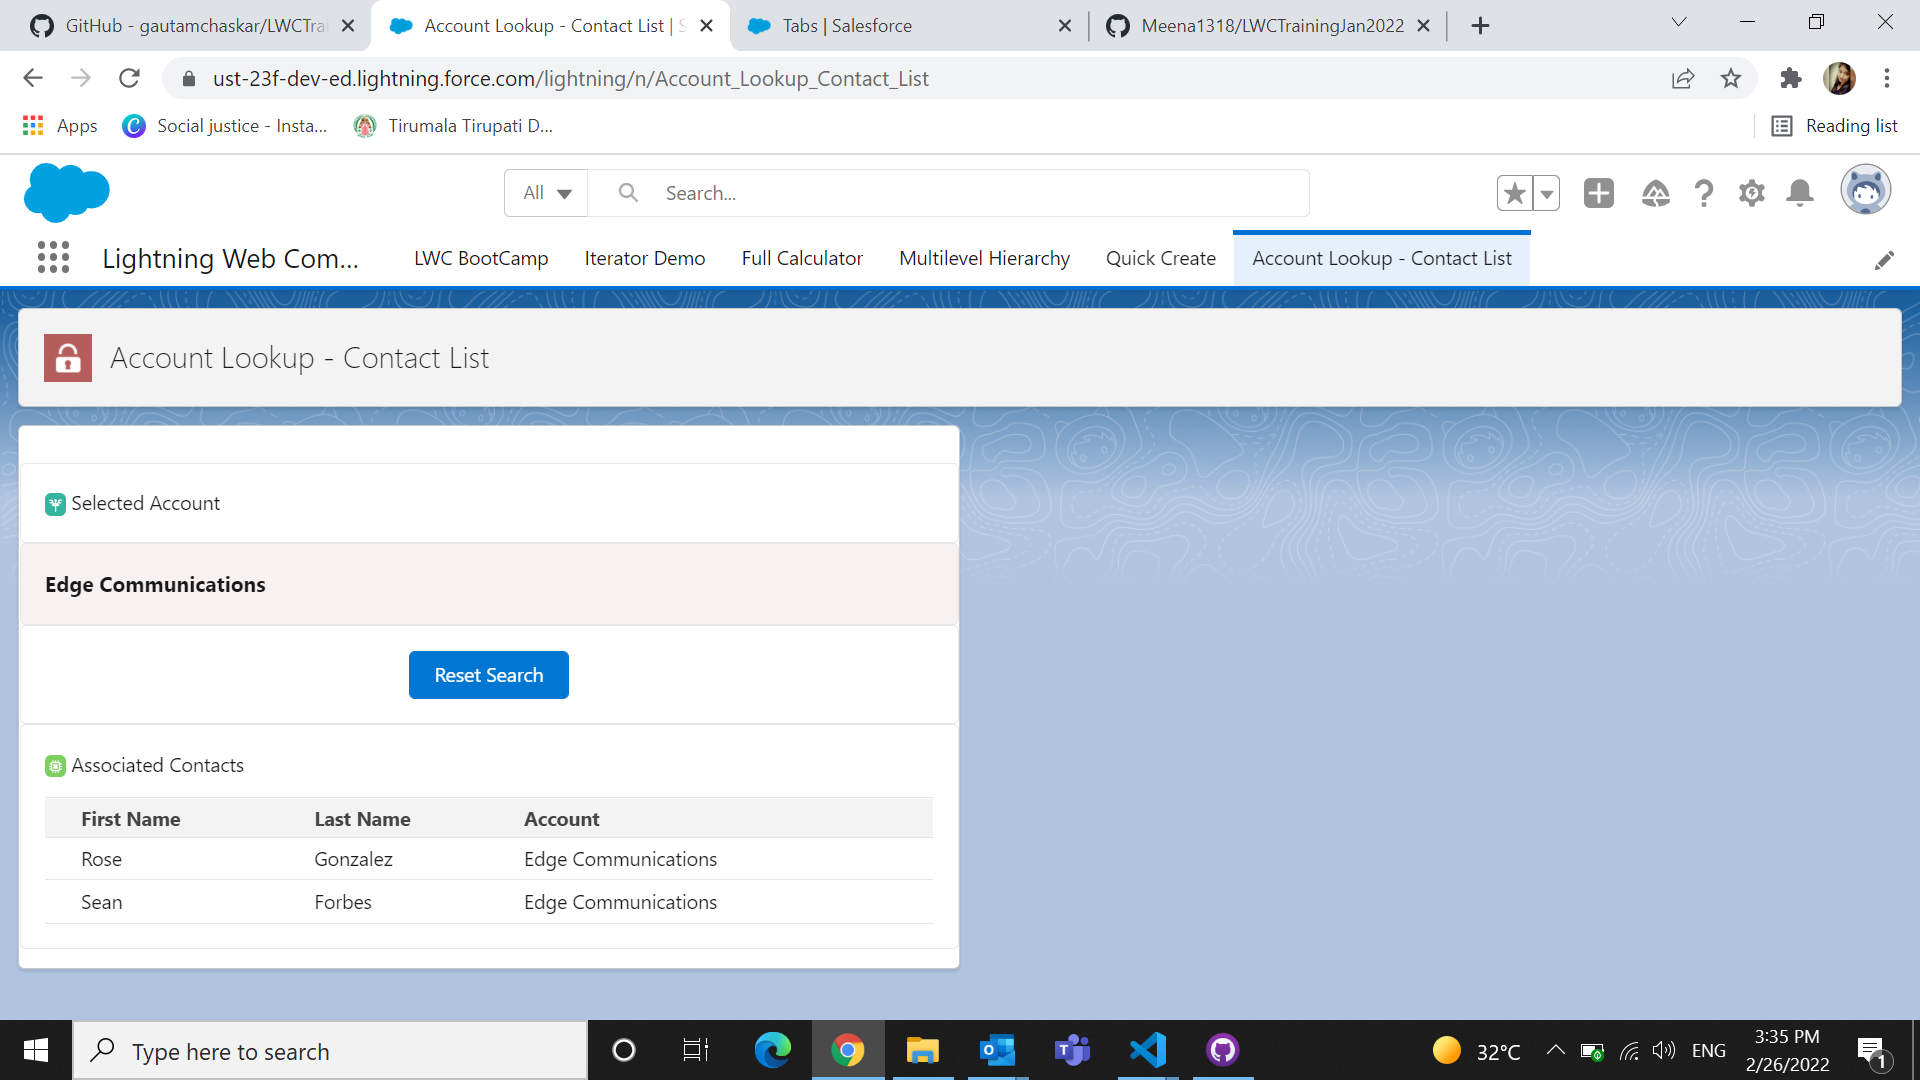 GitHub - gautamchaskar/LWCTrai
Account Lookup - Contact List | S
Tabs | Salesforce
Meena1318/LWCTrainingJan2022
ust-23f-dev-ed.lightning.force.com/lightning/n/Account_Lookup_Contact_List
Apps
Social justice - Insta...
Tirumala Tirupati D...
Reading list
All
Search...
Lightning Web Com...
LWC BootCamp
Iterator Demo
Full Calculator
Multilevel Hierarchy
Quick Create
Account Lookup - Contact List
Account Lookup - Contact List
Selected Account
Edge Communications
Reset Search
Associated Contacts
First Name Last Name Account
Rose Gonzalez Edge Communications
Sean Forbes Edge Communications
Type here to search
32°C
ENG
3:35 PM
2/26/2022
1